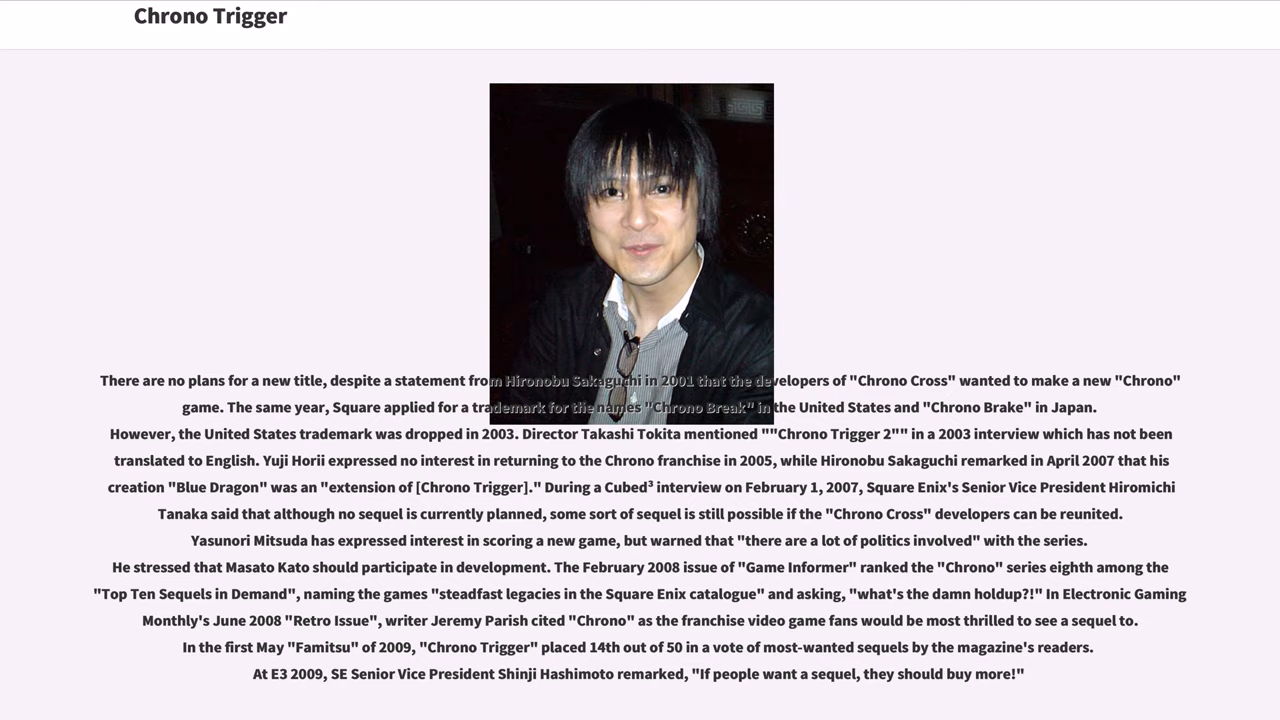 Chrono Trigger
There are no plans for a new title, despite a statement from Hironobu Sakaguchi in 2001 that the developers of "Chrono Cross" wanted to make a new "Chrono"
game. The same year, Square applied for a trademark for the names "Chrono Break" in the United States and "Chrono Brake" in Japan.
However, the United States trademark was dropped in 2003. Director Takashi Tokita mentioned ""Chrono Trigger 2"" in a 2003 interview which has not been
translated to English. Yuji Horii expressed no interest in returning to the Chrono franchise in 2005, while Hironobu Sakaguchi remarked in April 2007 that his
creation "Blue Dragon" was an "extension of [Chrono Trigger]." During a Cubed³ interview on February 1, 2007, Square Enix's Senior Vice President Hiromichi
Tanaka said that although no sequel is currently planned, some sort of sequel is still possible if the "Chrono Cross" developers can be reunited.
Yasunori Mitsuda has expressed interest in scoring a new game, but warned that "there are a lot of politics involved" with the series.
He stressed that Masato Kato should participate in development. The February 2008 issue of "Game Informer" ranked the "Chrono" series eighth among the
"Top Ten Sequels in Demand", naming the games "steadfast legacies in the Square Enix catalogue" and asking, "what's the damn holdup?!" In Electronic Gaming
Monthly's June 2008 "Retro Issue", writer Jeremy Parish cited "Chrono" as the franchise video game fans would be most thrilled to see a sequel to.
In the first May "Famitsu" of 2009, "Chrono Trigger" placed 14th out of 50 in a vote of most-wanted sequels by the magazine's readers.
At E3 2009, SE Senior Vice President Shinji Hashimoto remarked, "If people want a sequel, they should buy more!"